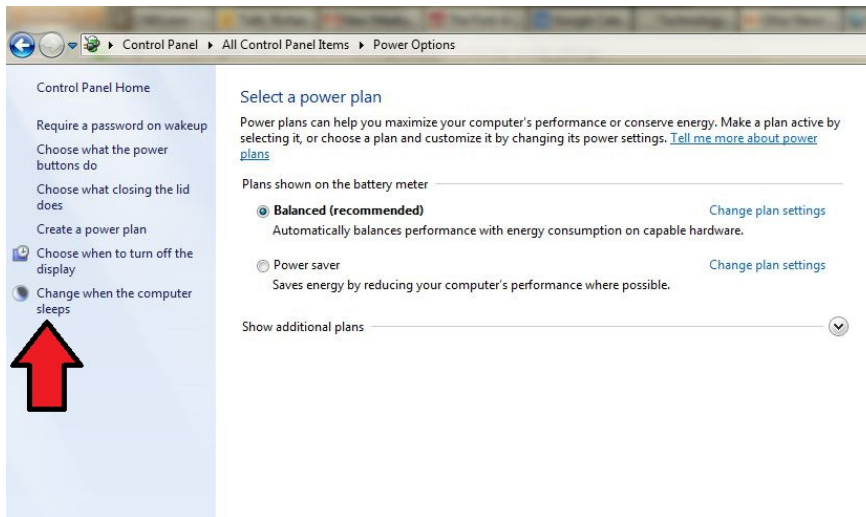 Control Panel ▸ All Control Panel Items ▸ Power Options
Control Panel Home
Require a password on wakeup
Choose what the power
buttons do
Choose what closing the lid
does
Create a power plan
Choose when to turn off the
display
Change when the computer
sleeps
Select a power plan
Power plans can help you maximize your computer's performance or conserve energy. Make a plan active by
selecting it, or choose a plan and customize it by changing its power settings. Tell me more about power
plans
Plans shown on the battery meter
Balanced (recommended) Change plan settings
Automatically balances performance with energy consumption on capable hardware.
Power saver Change plan settings
Saves energy by reducing your computer's performance where possible.
Show additional plans